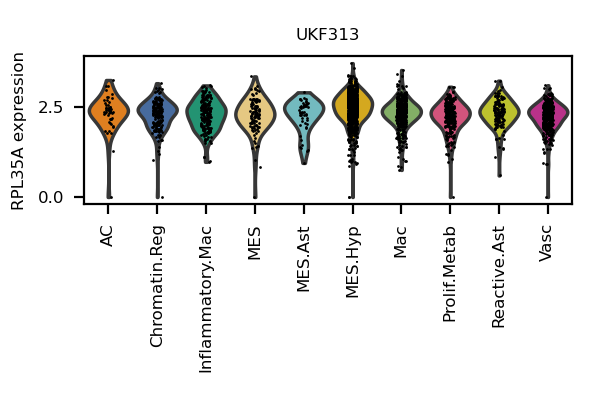 UKF313
RPL35A expression
2.5
0.0
AC
Chromatin.Reg
Inflammatory.Mac
MES
MES.Ast
MES.Hyp
Mac
Prolif.Metab
Reactive.Ast
Vasc